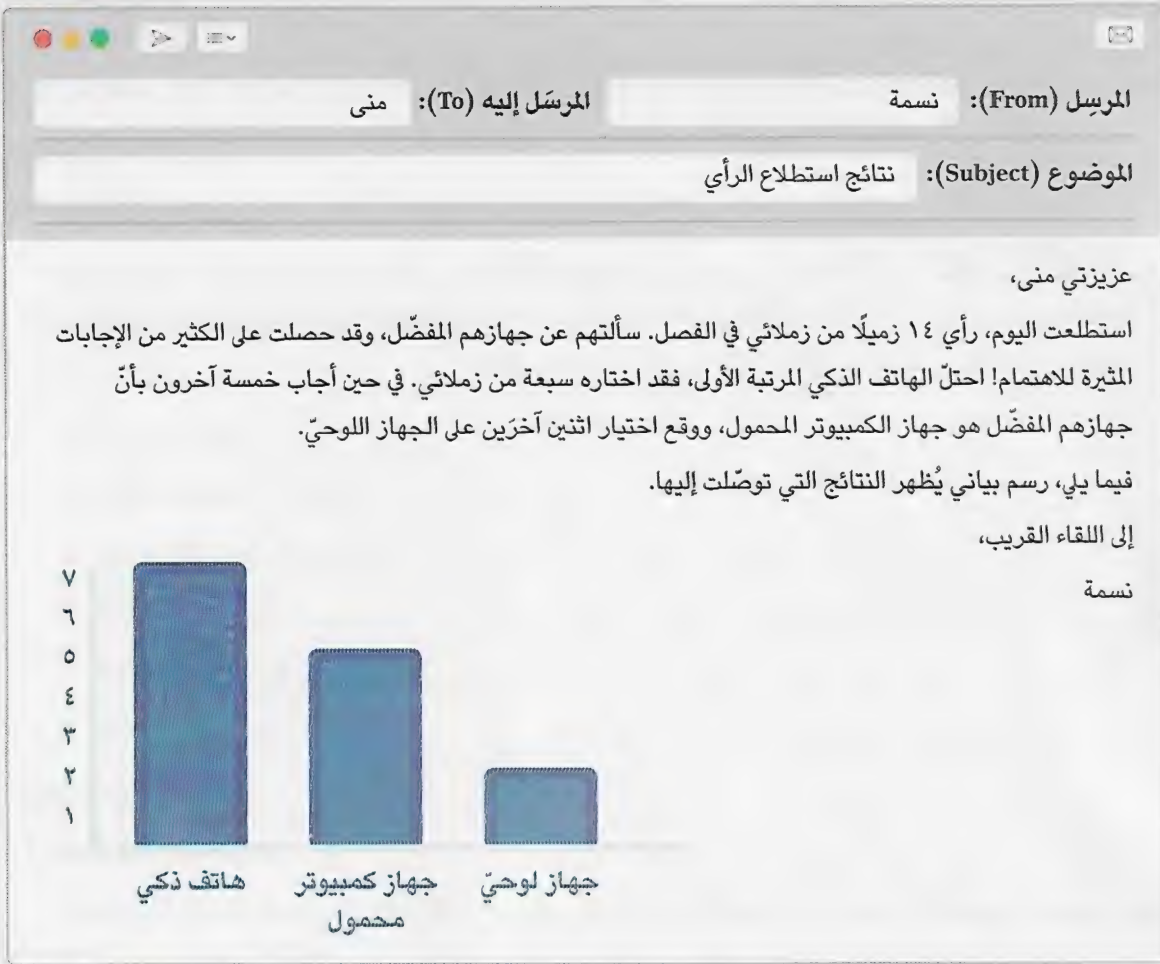 المرسِل (From): نسمة المرسَل إليه (To): منى
الموضوع (Subject): نتائج استطلاع الرأي
عزيزتي منى،
استطلعت اليوم، رأي ١٤ زميلًا من زملائي في الفصل. سألتهم عن جهازهم المفضّل، وقد حصلت على الكثير من الإجابات
المثيرة للاهتمام! احتلّ الهاتف الذكي المرتبة الأولى، فقد اختاره سبعة من زملائي. في حين أجاب خمسة آخرون بأنّ
جهازهم المفضّل هو جهاز الكمبيوتر المحمول، ووقع اختيار اثنين آخرَين على الجهاز اللوحيّ.
فيما يلي، رسم بياني يُظهر النتائج التي توصّلت إليها.
إلى اللقاء القريب،
نسمة
٧
٦
٥
٤
٣
٢
١
هاتف ذكي
جهاز كمبيوتر
محمول
جهاز لوحيّ